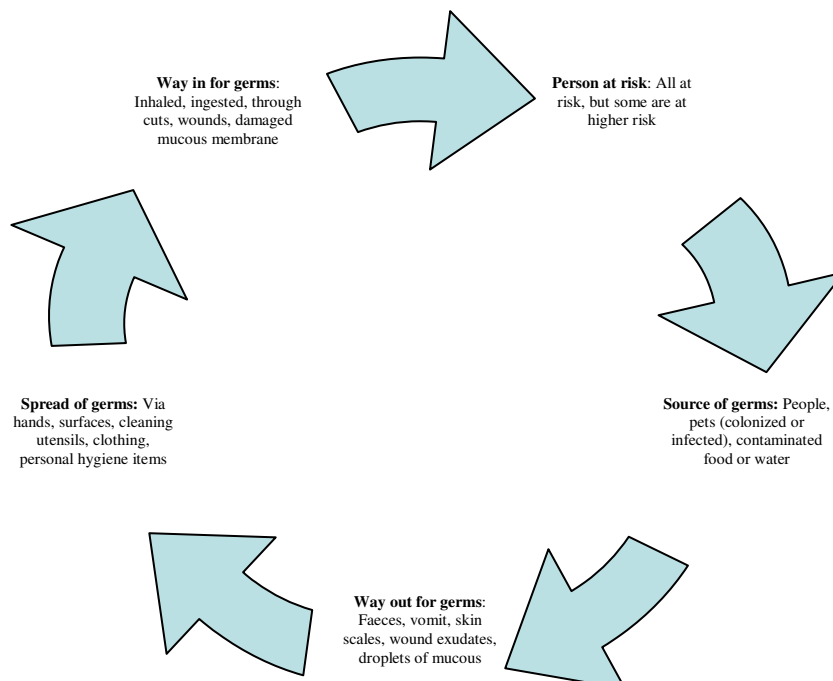 Way in for germs:
Inhaled, ingested, through
cuts, wounds, damaged
mucous membrane
Person at risk: All at
risk, but some are at
higher risk
Source of germs: People,
pets (colonized or
infected), contaminated
food or water
Way out for germs:
Faeces, vomit, skin
scales, wound exudates,
droplets of mucous
Spread of germs: Via
hands, surfaces, cleaning
utensils, clothing,
personal hygiene items